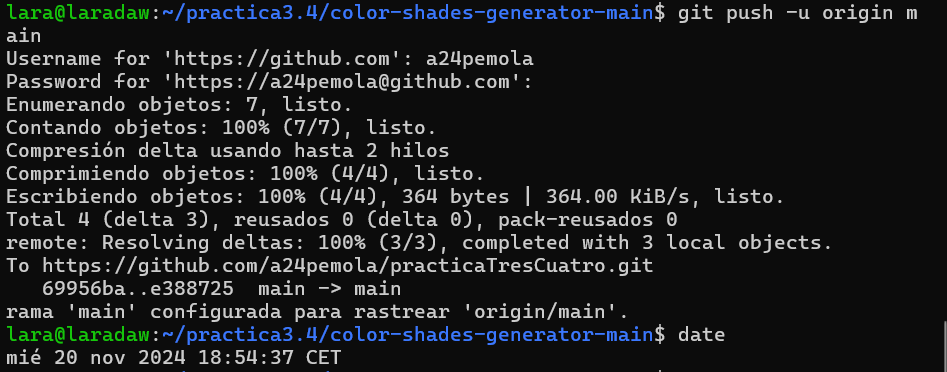 lara@laradaw:~/practica3.4/color-shades-generator-main$ git push -u origin m
ain
Username for 'https://github.com': a24pemola
Password for 'https://a24pemola@github.com':
Enumerando objetos: 7, listo.
Contando objetos: 100% (7/7), listo.
Compresión delta usando hasta 2 hilos
Comprimiendo objetos: 100% (4/4), listo.
Escribiendo objetos: 100% (4/4), 364 bytes | 364.00 KiB/s, listo.
Total 4 (delta 3), reusados 0 (delta 0), pack-reusados 0
remote: Resolving deltas: 100% (3/3), completed with 3 local objects.
To https://github.com/a24pemola/practicaTresCuatro.git
   69956ba..e388725  main -> main
rama 'main' configurada para rastrear 'origin/main'.
lara@laradaw:~/practica3.4/color-shades-generator-main$ date
mié 20 nov 2024 18:54:37 CET